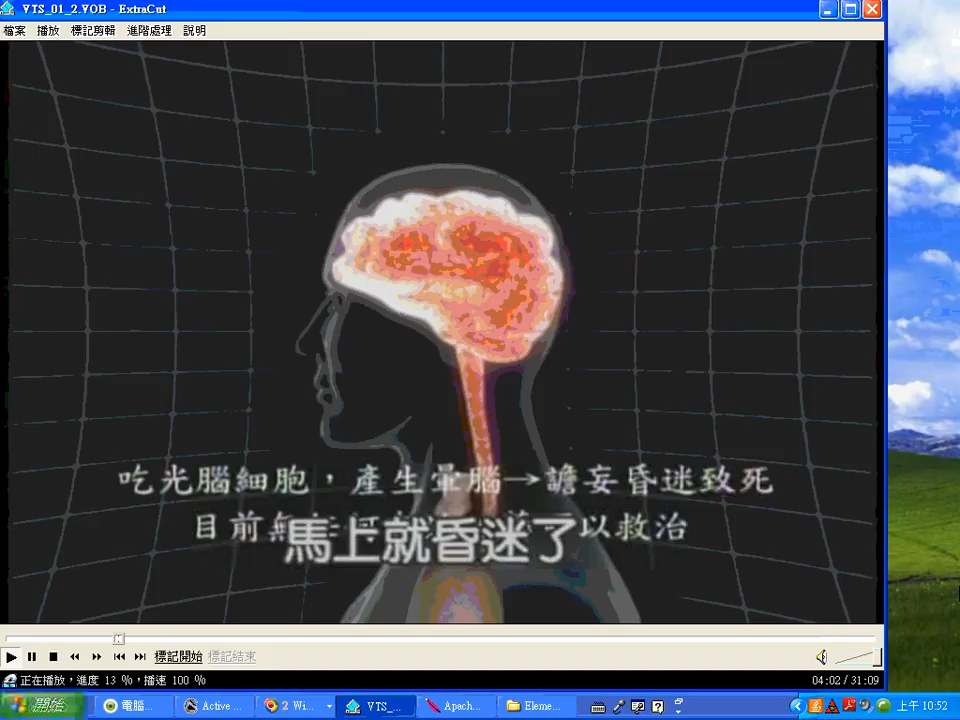 VTS_01_2.VOB - ExtraCut
檔案 播放 標記剪輯 進階處理 說明
吃光腦細胞，產生暈腦→譫妄昏迷致死
目前無 以救治
馬上就昏迷了
標記開始 標記結束
正在播放，進度 13 %，播速 100 %
04:02 / 31:09
開始 電腦... Active ... 2 Wi... VTS_... Apach... Eleme... 上午 10:52